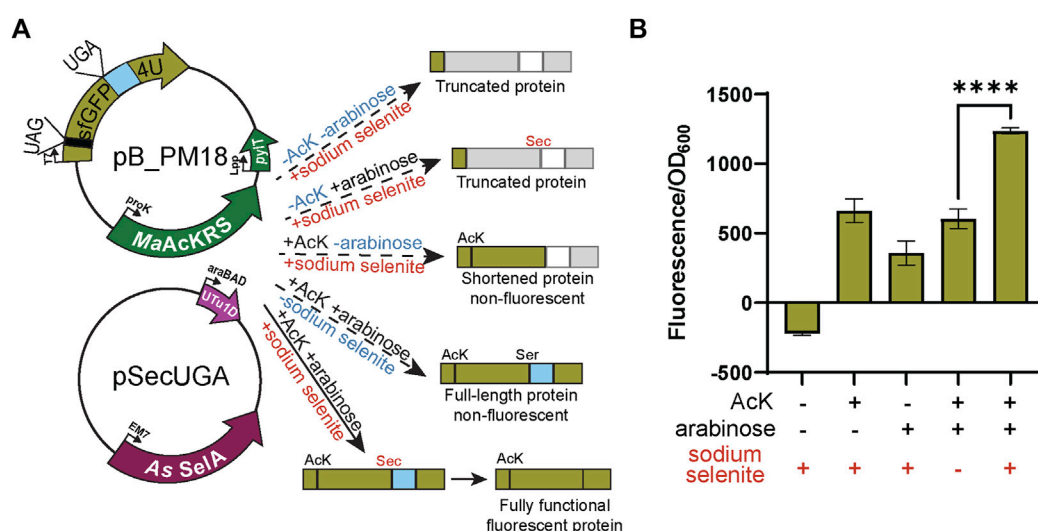 A
UGA
UAG
T7
sfGFP
4U
pB_PM18
Lpp
pylT
proK
MaAcKRS
araBAD
UTu1D
pSecUGA
EM7
As SelA
-AcK -arabinose
+sodium selenite
Truncated protein
-AcK +arabinose
+sodium selenite
Sec
Truncated protein
+AcK -arabinose
+sodium selenite
AcK
Shortened protein
non-fluorescent
+AcK +arabinose
-sodium selenite
AcK Ser
Full-length protein
non-fluorescent
+AcK +arabinose
+sodium selenite
AcK Sec
AcK
Fully functional
fluorescent protein
B
****
Fluorescence/OD600
1500
1000
500
0
-500
AcK - + - + +
arabinose - - + + +
sodium
selenite + + + - +